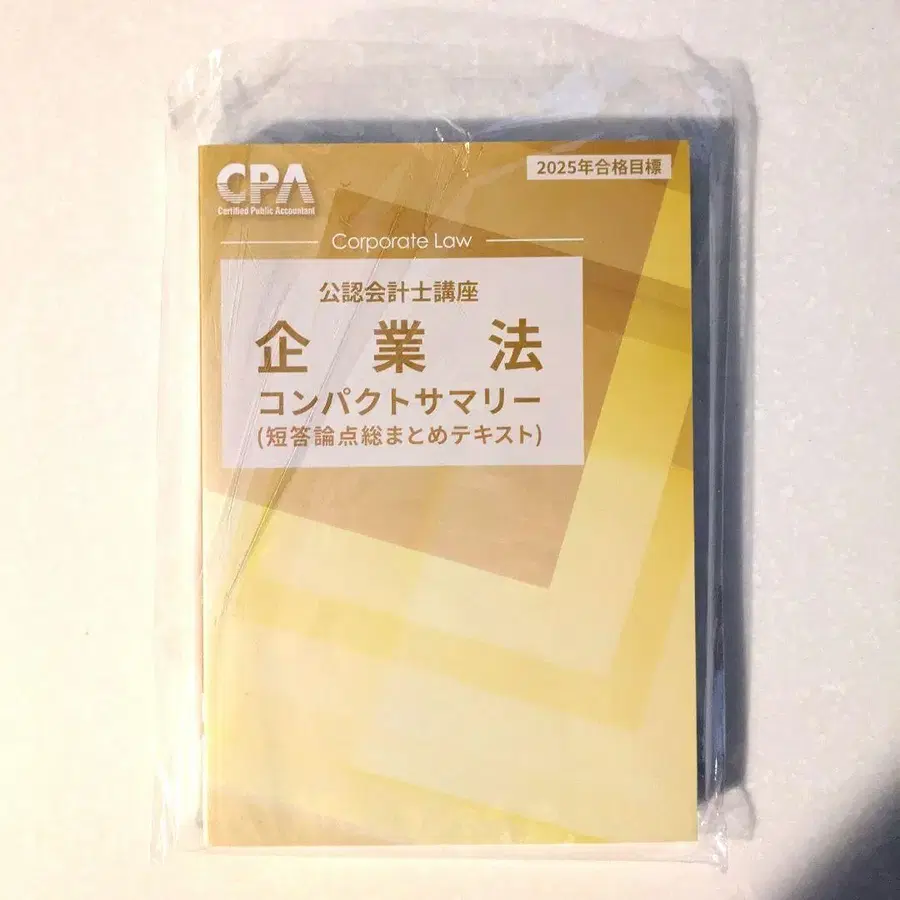 CPA
Certified Public Accountant
2025年合格目標
Corporate Law
公認会計士講座
企業法
コンパクトサマリー
(短答論点総まとめテキスト)